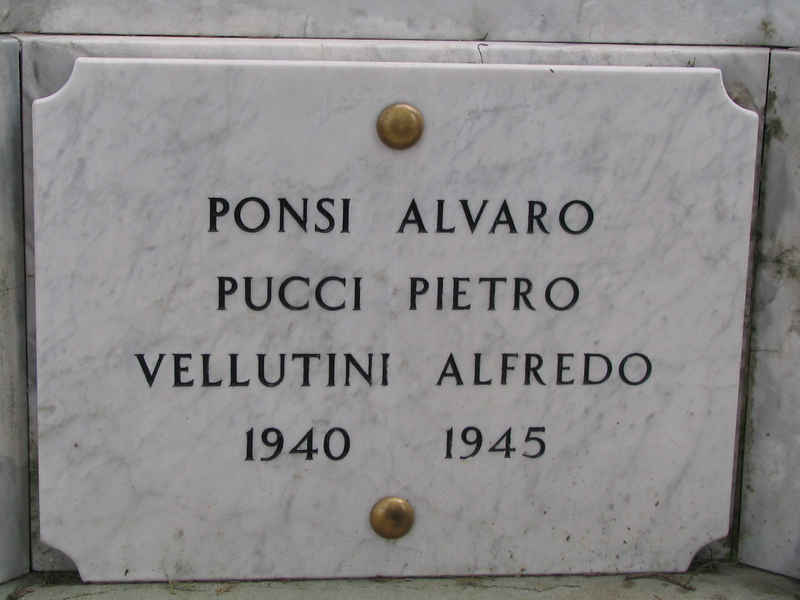 PONSI ALVARO
PUCCI PIETRO
VELLUTINI ALFREDO
1940 1945